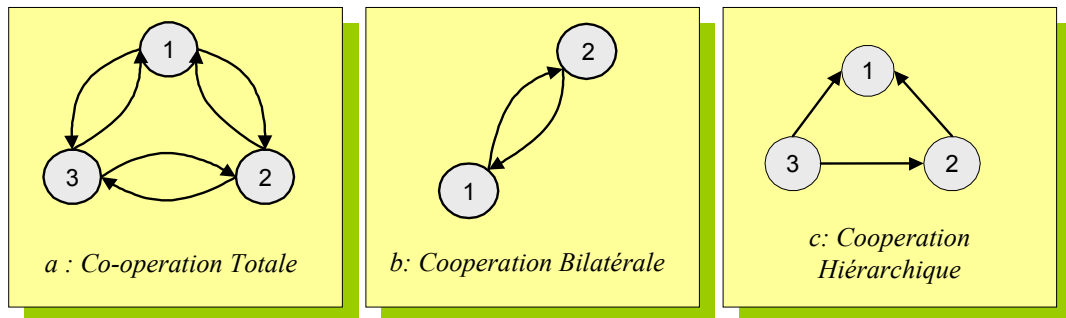 1
3
2
a : Co-operation Totale
2
1
b: Cooperation Bilatérale
1
3
2
c: Cooperation
Hiérarchique